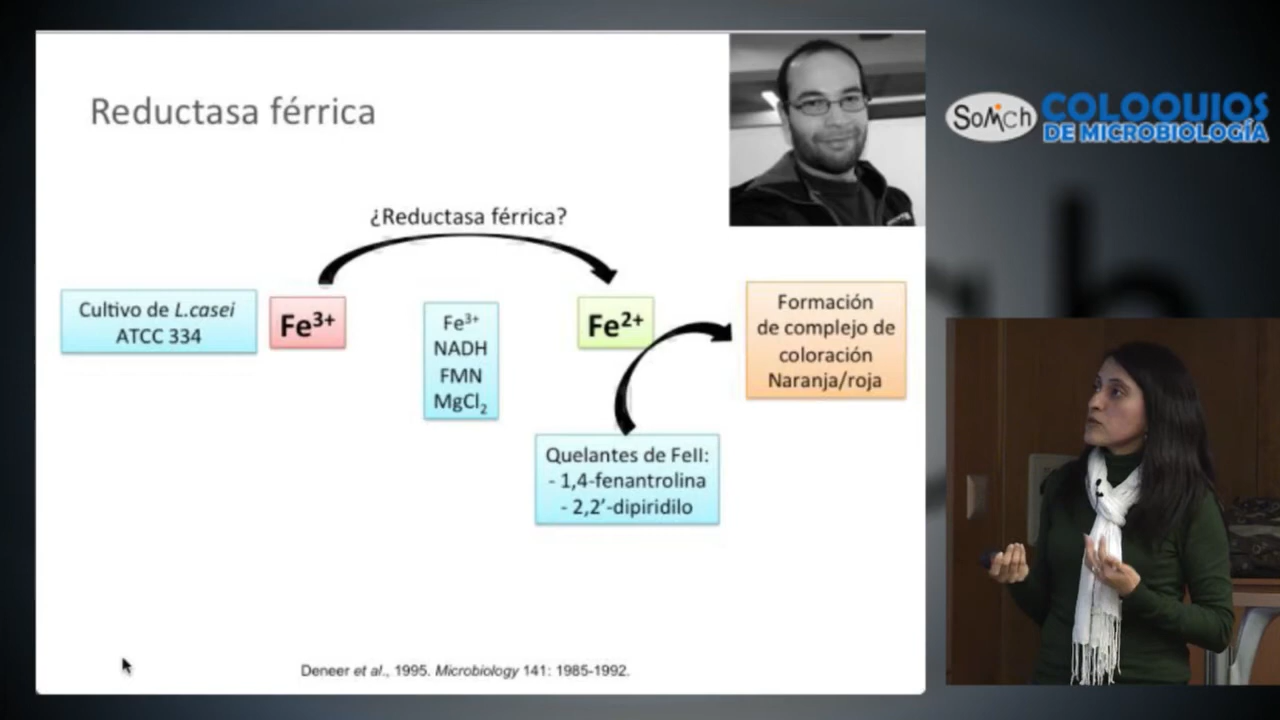 Reductasa férrica
¿Reductasa férrica?
Cultivo de L.casei
ATCC 334
Fe3+
Fe3+
NADH
FMN
MgCl2
Fe2+
Formación
de complejo de
coloración
Naranja/roja
Quelantes de FeII:
- 1,4-fenantrolina
- 2,2'-dipiridilo
Deneer et al., 1995. Microbiology 141: 1985-1992.
SoMich
COLOQUIOS
DE MICROBIOLOGÍA